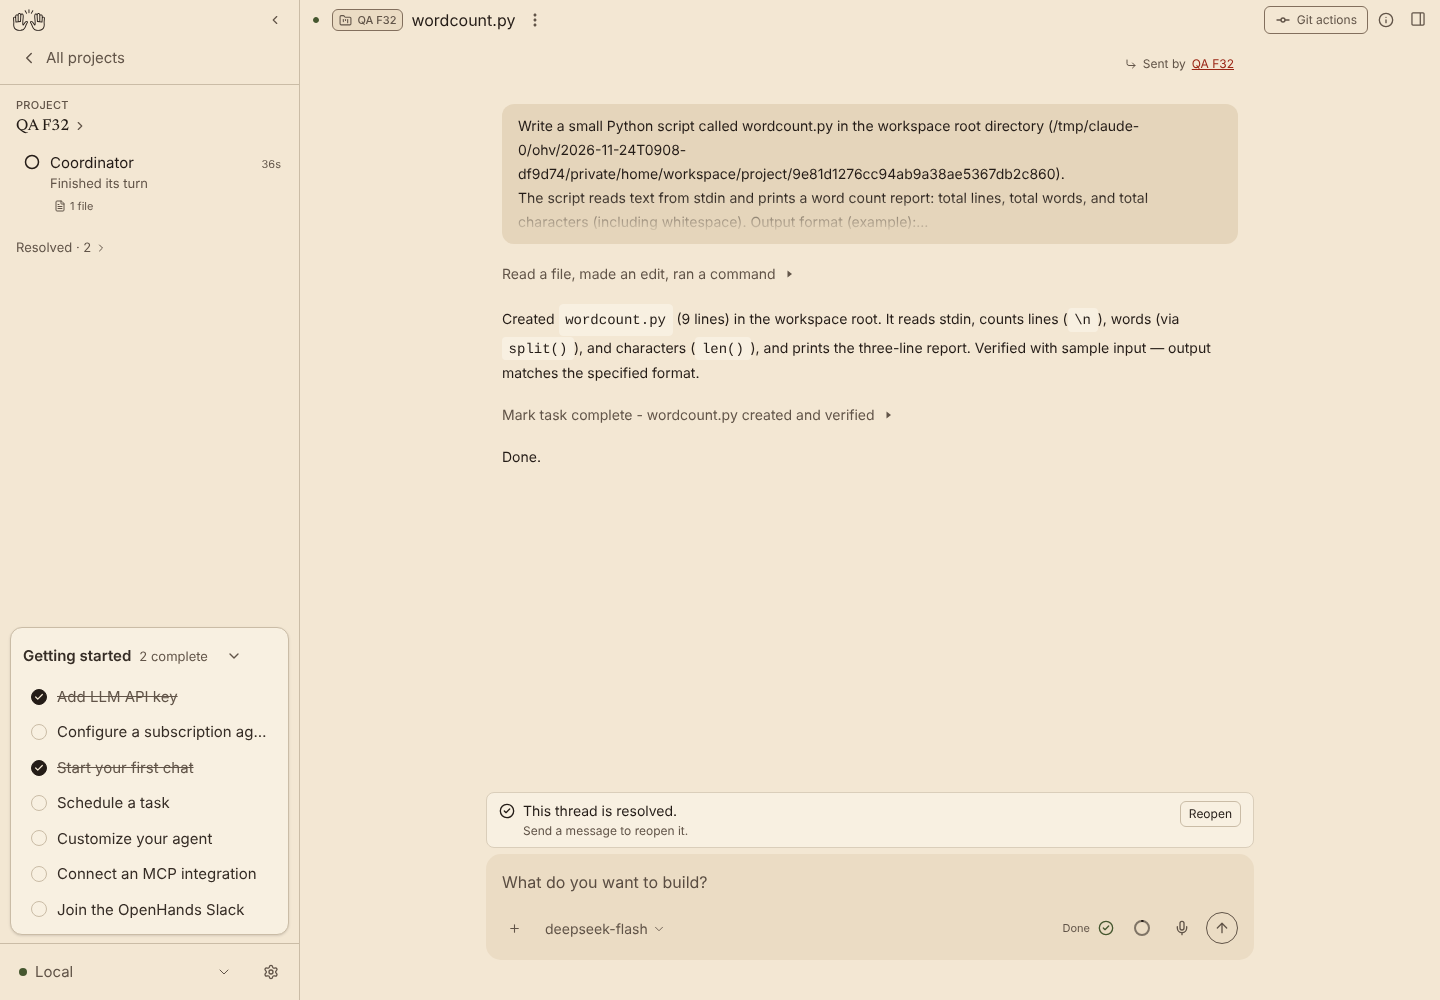 All projects
PROJECT
QA F32
Coordinator
36s
Finished its turn
1 file
Resolved · 2
Getting started 2 complete
Add LLM API key
Configure a subscription ag...
Start your first chat
Schedule a task
Customize your agent
Connect an MCP integration
Join the OpenHands Slack
Local
QA F32 wordcount.py
Git actions
Sent by QA F32
Write a small Python script called wordcount.py in the workspace root directory (/tmp/claude-
0/ohv/2026-11-24T0908-
df9d74/private/home/workspace/project/9e81d1276cc94ab9a38ae5367db2c860).
The script reads text from stdin and prints a word count report: total lines, total words, and total
characters (including whitespace). Output format (example):...
Read a file, made an edit, ran a command
Created wordcount.py (9 lines) in the workspace root. It reads stdin, counts lines ( \n ), words (via
split() ), and characters ( len() ), and prints the three-line report. Verified with sample input — output
matches the specified format.
Mark task complete - wordcount.py created and verified
Done.
This thread is resolved.
Send a message to reopen it.
Reopen
What do you want to build?
deepseek-flash
Done